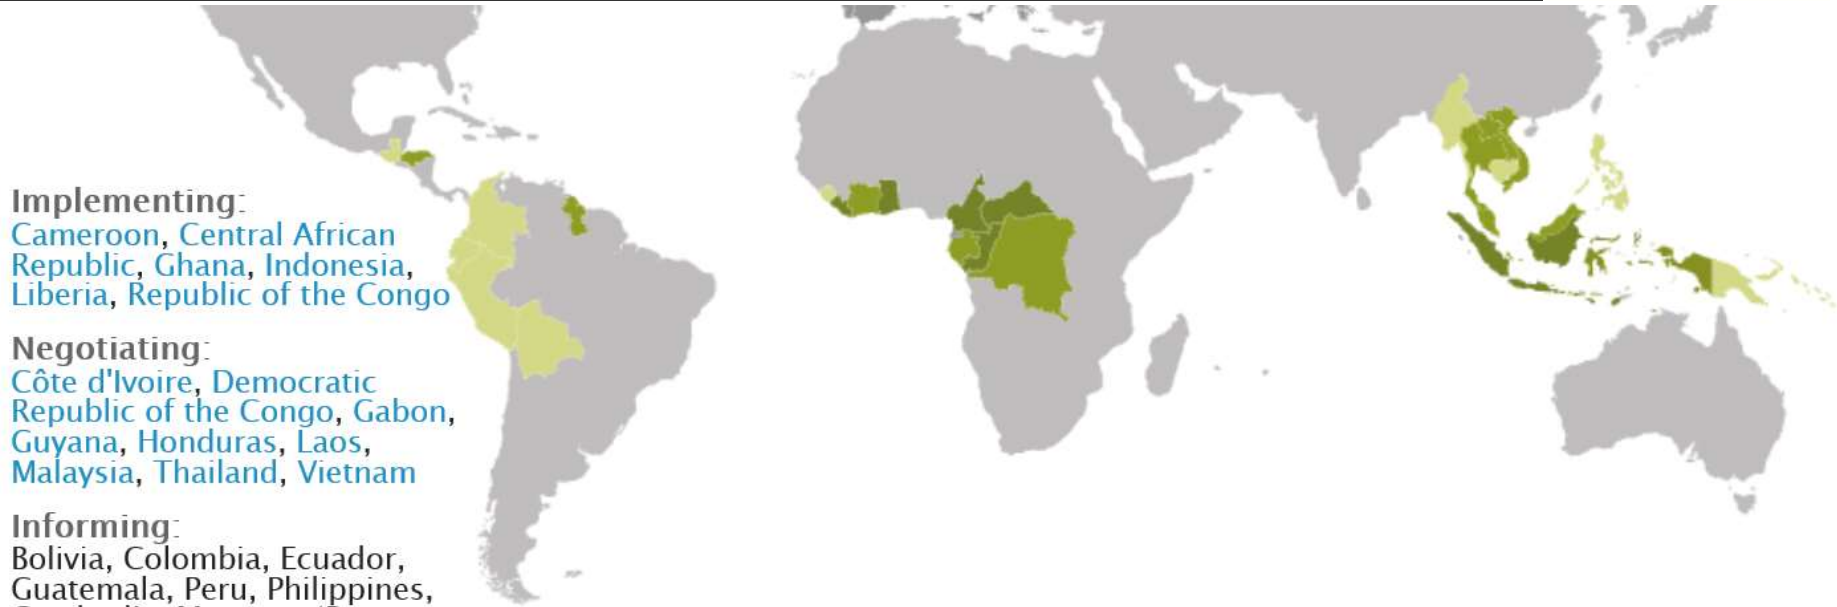 Implementing:
Cameroon, Central African
Republic, Ghana, Indonesia,
Liberia, Republic of the Congo
Negotiating:
Côte d'Ivoire, Democratic
Republic of the Congo, Gabon,
Guyana, Honduras, Laos,
Malaysia, Thailand, Vietnam
Informing:
Bolivia, Colombia, Ecuador,
Guatemala, Peru, Philippines,